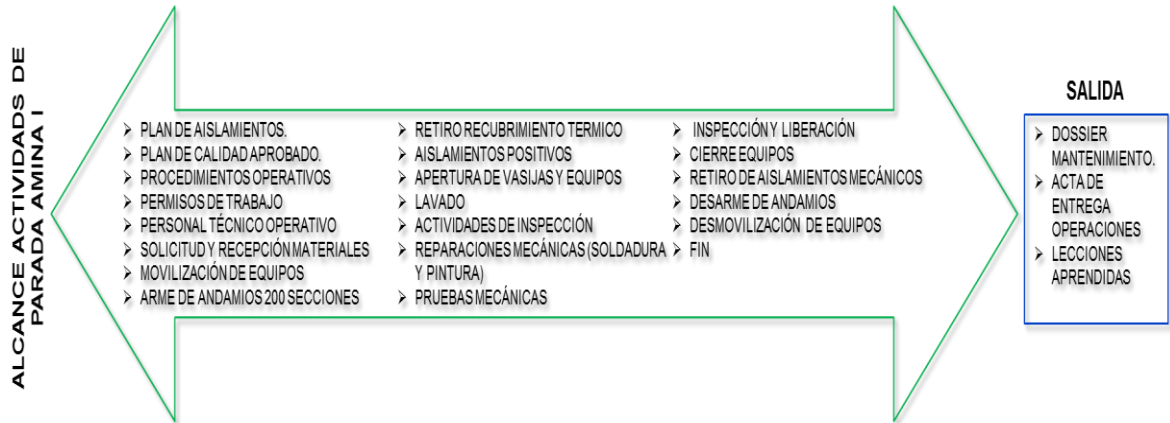 ALCANCE ACTIVIDADS DE
PARADA AMINA I
➢ PLAN DE AISLAMIENTOS.
➢ PLAN DE CALIDAD APROBADO.
➢ PROCEDIMIENTOS OPERATIVOS
➢ PERMISOS DE TRABAJO
➢ PERSONAL TÉCNICO OPERATIVO
➢ SOLICITUD Y RECEPCIÓN MATERIALES
➢ MOVILIZACIÓN DE EQUIPOS
➢ ARME DE ANDAMIOS 200 SECCIONES
➢ RETIRO RECUBRIMIENTO TERMICO
➢ AISLAMIENTOS POSITIVOS
➢ APERTURA DE VASIJAS Y EQUIPOS
➢ LAVADO
➢ ACTIVIDADES DE INSPECCIÓN
➢ REPARACIONES MECÁNICAS (SOLDADURA
Y PINTURA)
➢ PRUEBAS MECÁNICAS
➢ INSPECCIÓN Y LIBERACIÓN
➢ CIERRE EQUIPOS
➢ RETIRO DE AISLAMIENTOS MECÁNICOS
➢ DESARME DE ANDAMIOS
➢ DESMOVILIZACIÓN DE EQUIPOS
➢ FIN
SALIDA
➢ DOSSIER
MANTENIMIENTO.
➢ ACTA DE
ENTREGA
OPERACIONES
➢ LECCIONES
APRENDIDAS